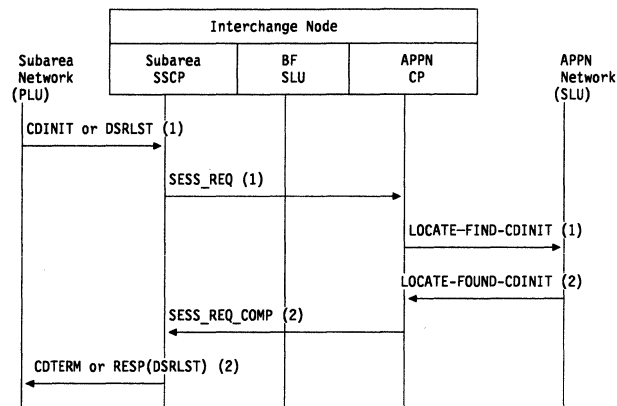 Interchange Node
Subarea
Network
(PLU)
Subarea
SSCP
BF
SLU
APPN
CP
APPN
Network
(SLU)
CDINIT or DSRLST (1)
SESS_REQ (1)
LOCATE—FIND-CDINIT (1)
LOCATE-FOUND-CDINIT (2)
SESS_REQ_COMP (2)
CDTERM or RESP(DSRLST) (2)